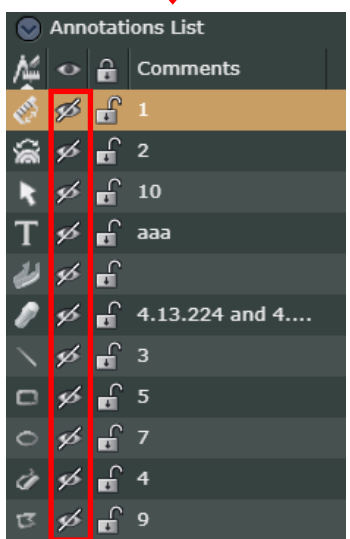 Annotations List
Comments
1
2
10
T aaa
4.13.224 and 4....
3
5
7
4
9